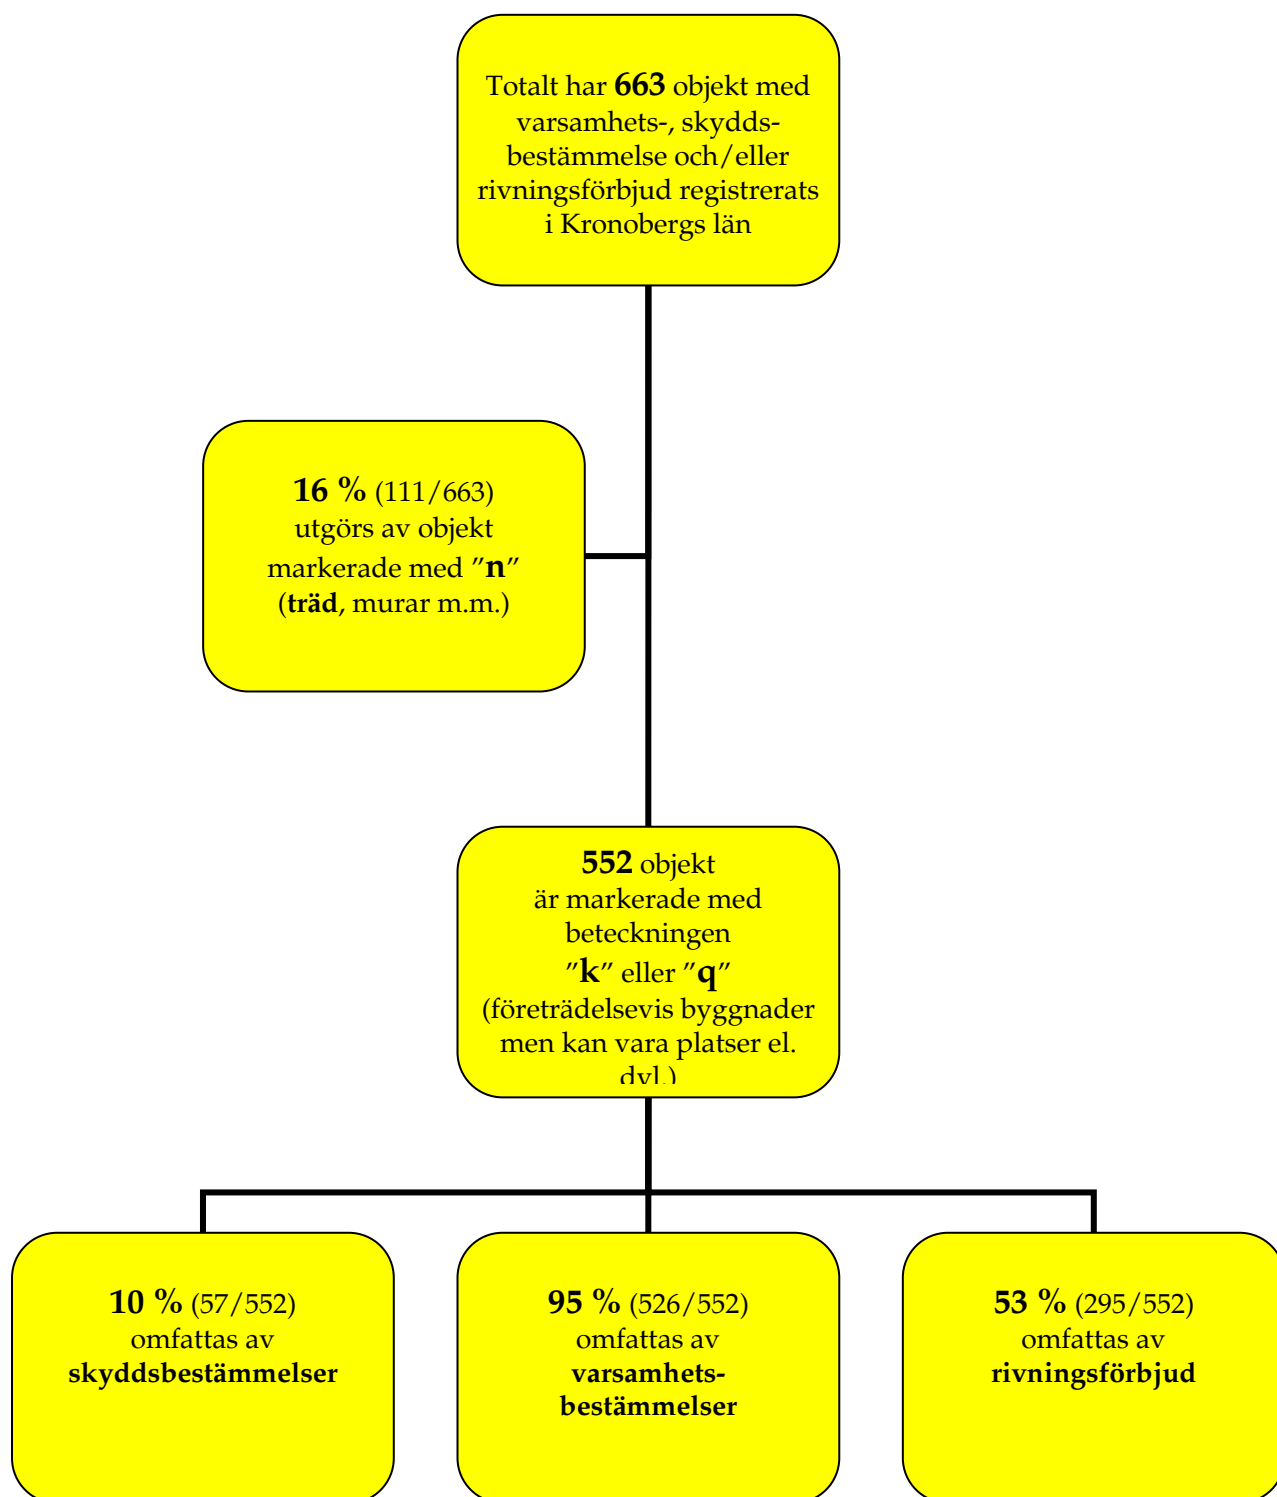 Totalt har 663 objekt med
varsamhets-, skydds-
bestämmelse och/eller
rivningsförbjud registrerats
i Kronobergs län
16 % (111/663)
utgörs av objekt
markerade med ”n”
(träd, murar m.m.)
552 objekt
är markerade med
beteckningen
”k” eller ”q”
(företrädelsevis byggnader
men kan vara platser el.
dyl.)
10 % (57/552)
omfattas av
skyddsbestämmelser
95 % (526/552)
omfattas av
varsamhets-
bestämmelser
53 % (295/552)
omfattas av
rivningsförbjud